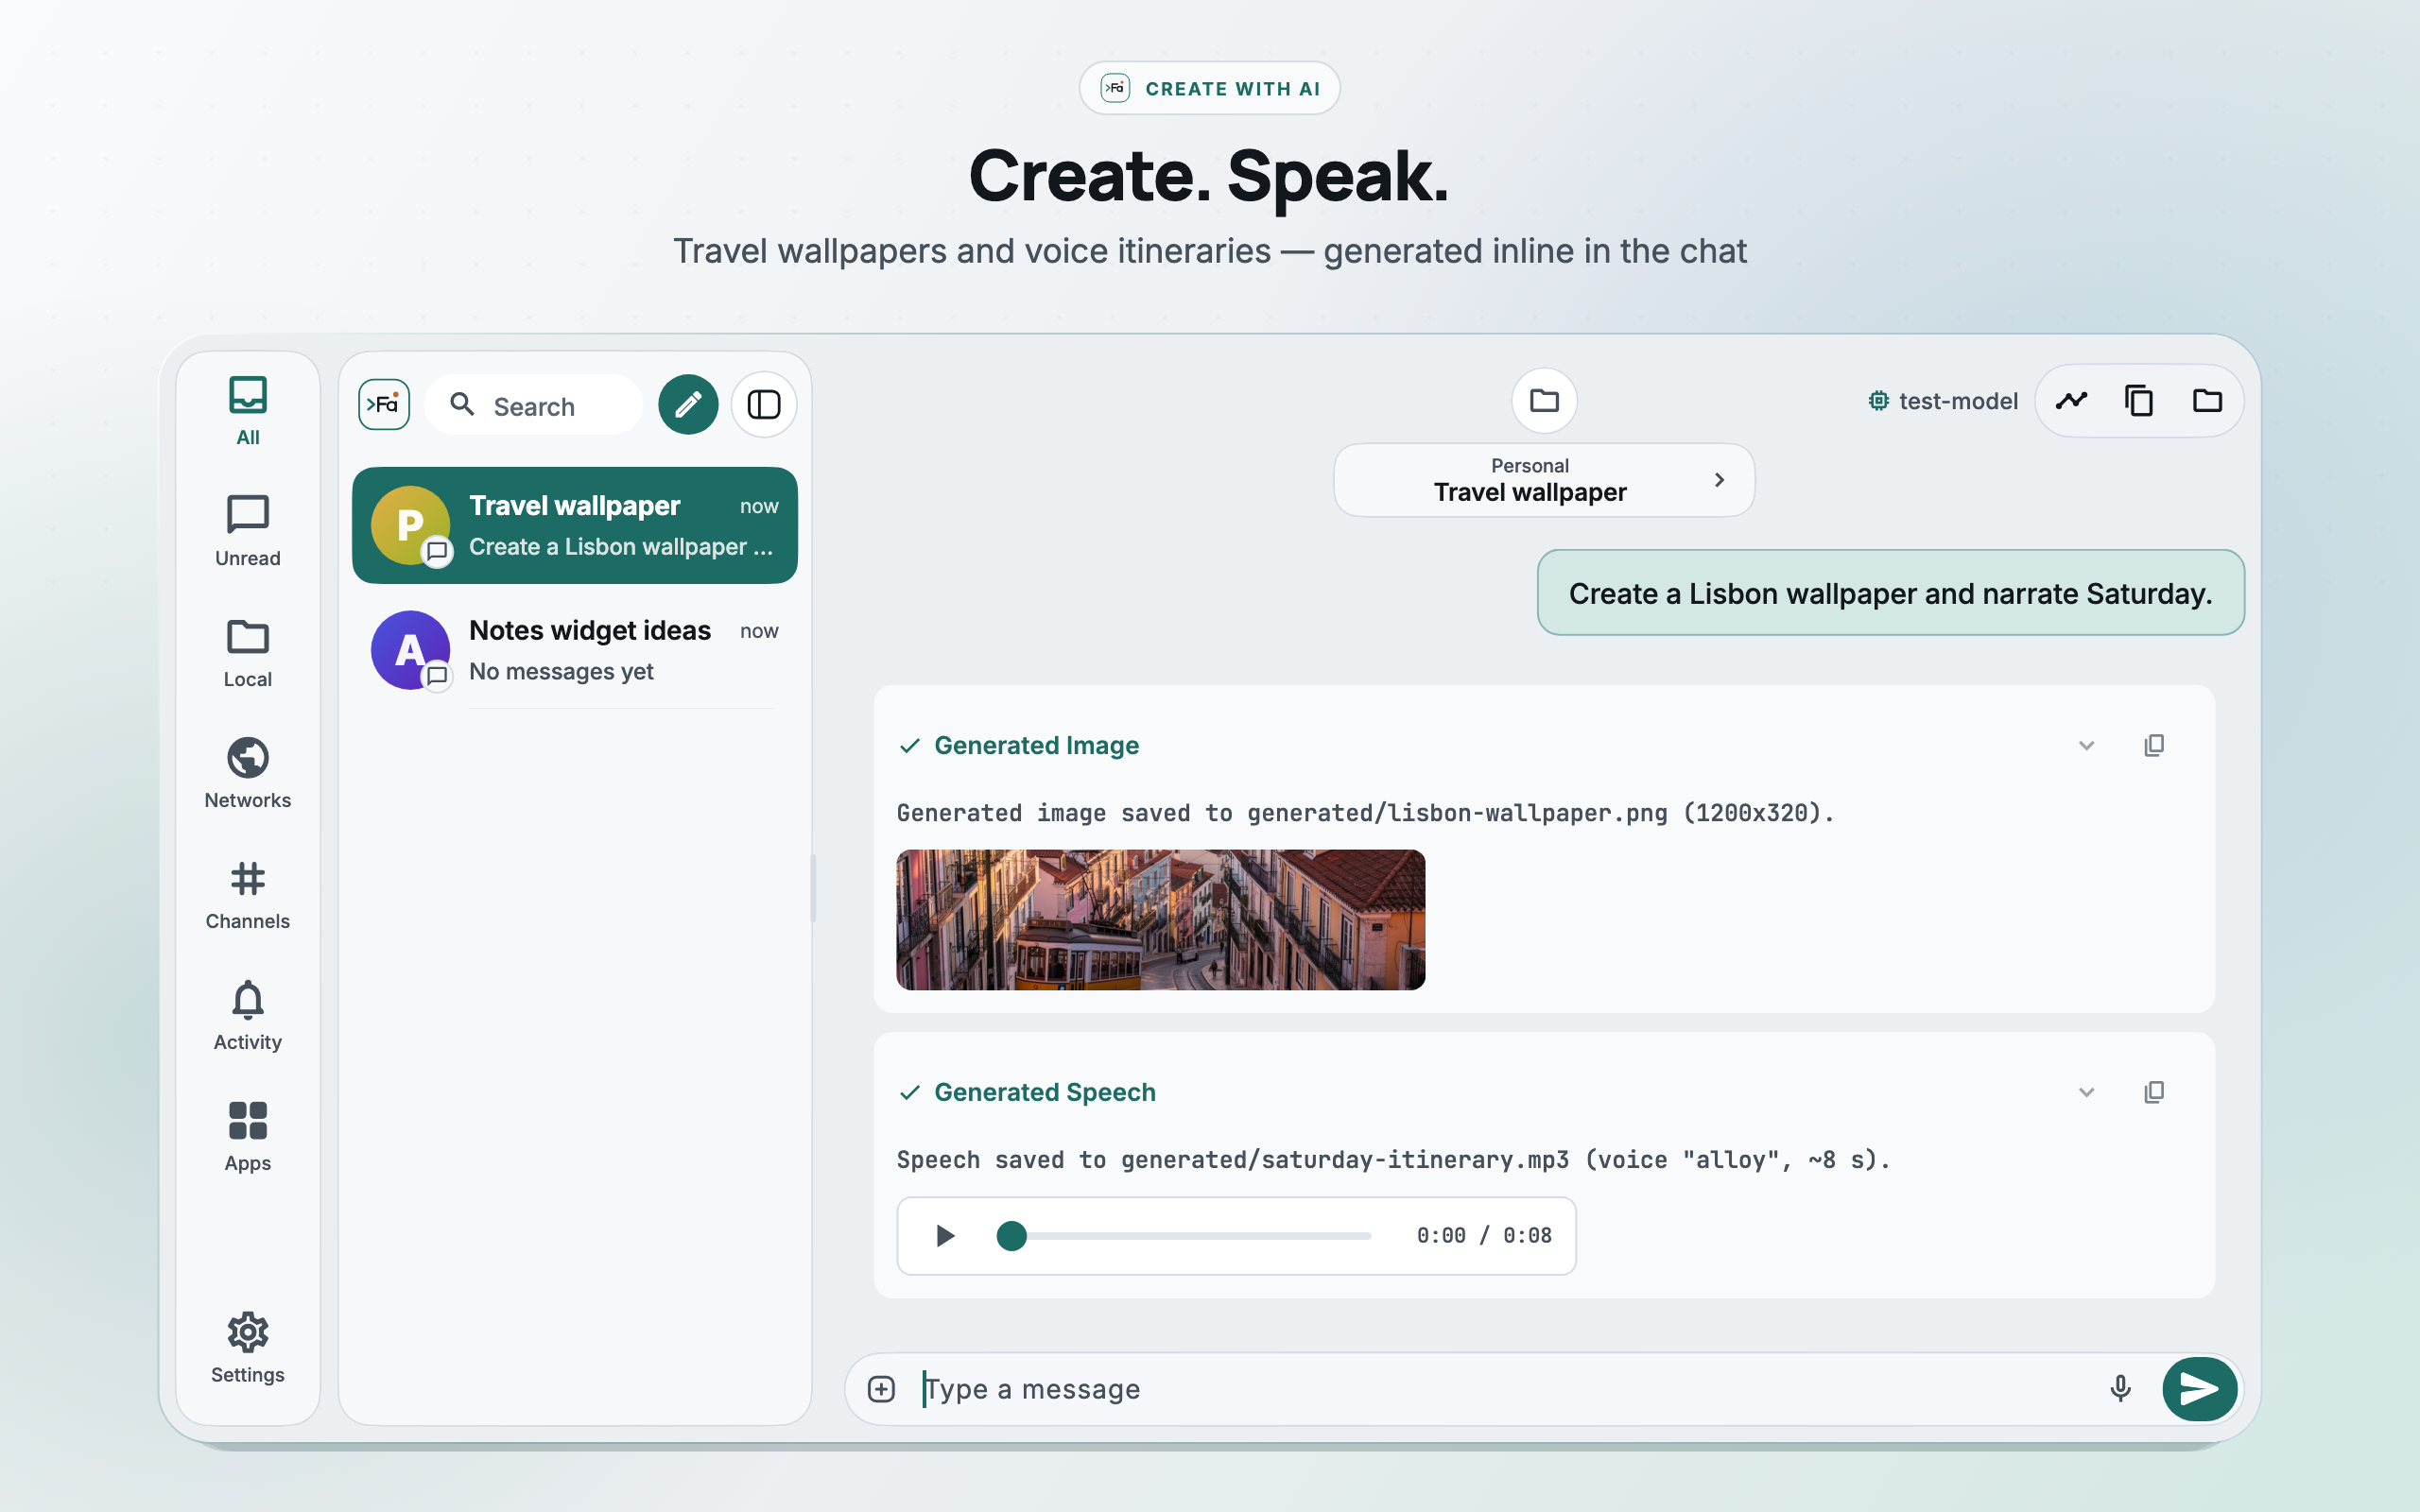 >Fa CREATE WITH AI
Create. Speak.
Travel wallpapers and voice itineraries — generated inline in the chat
All
Unread
Local
Networks
Channels
Activity
Apps
Settings
>Fa
Search
P
Travel wallpaper
now
Create a Lisbon wallpaper ...
A
Notes widget ideas
now
No messages yet
test-model
Personal
Travel wallpaper
Create a Lisbon wallpaper and narrate Saturday.
Generated Image
Generated image saved to generated/lisbon-wallpaper.png (1200x320).
Generated Speech
Speech saved to generated/saturday-itinerary.mp3 (voice "alloy", ~8 s).
0:00 / 0:08
Type a message